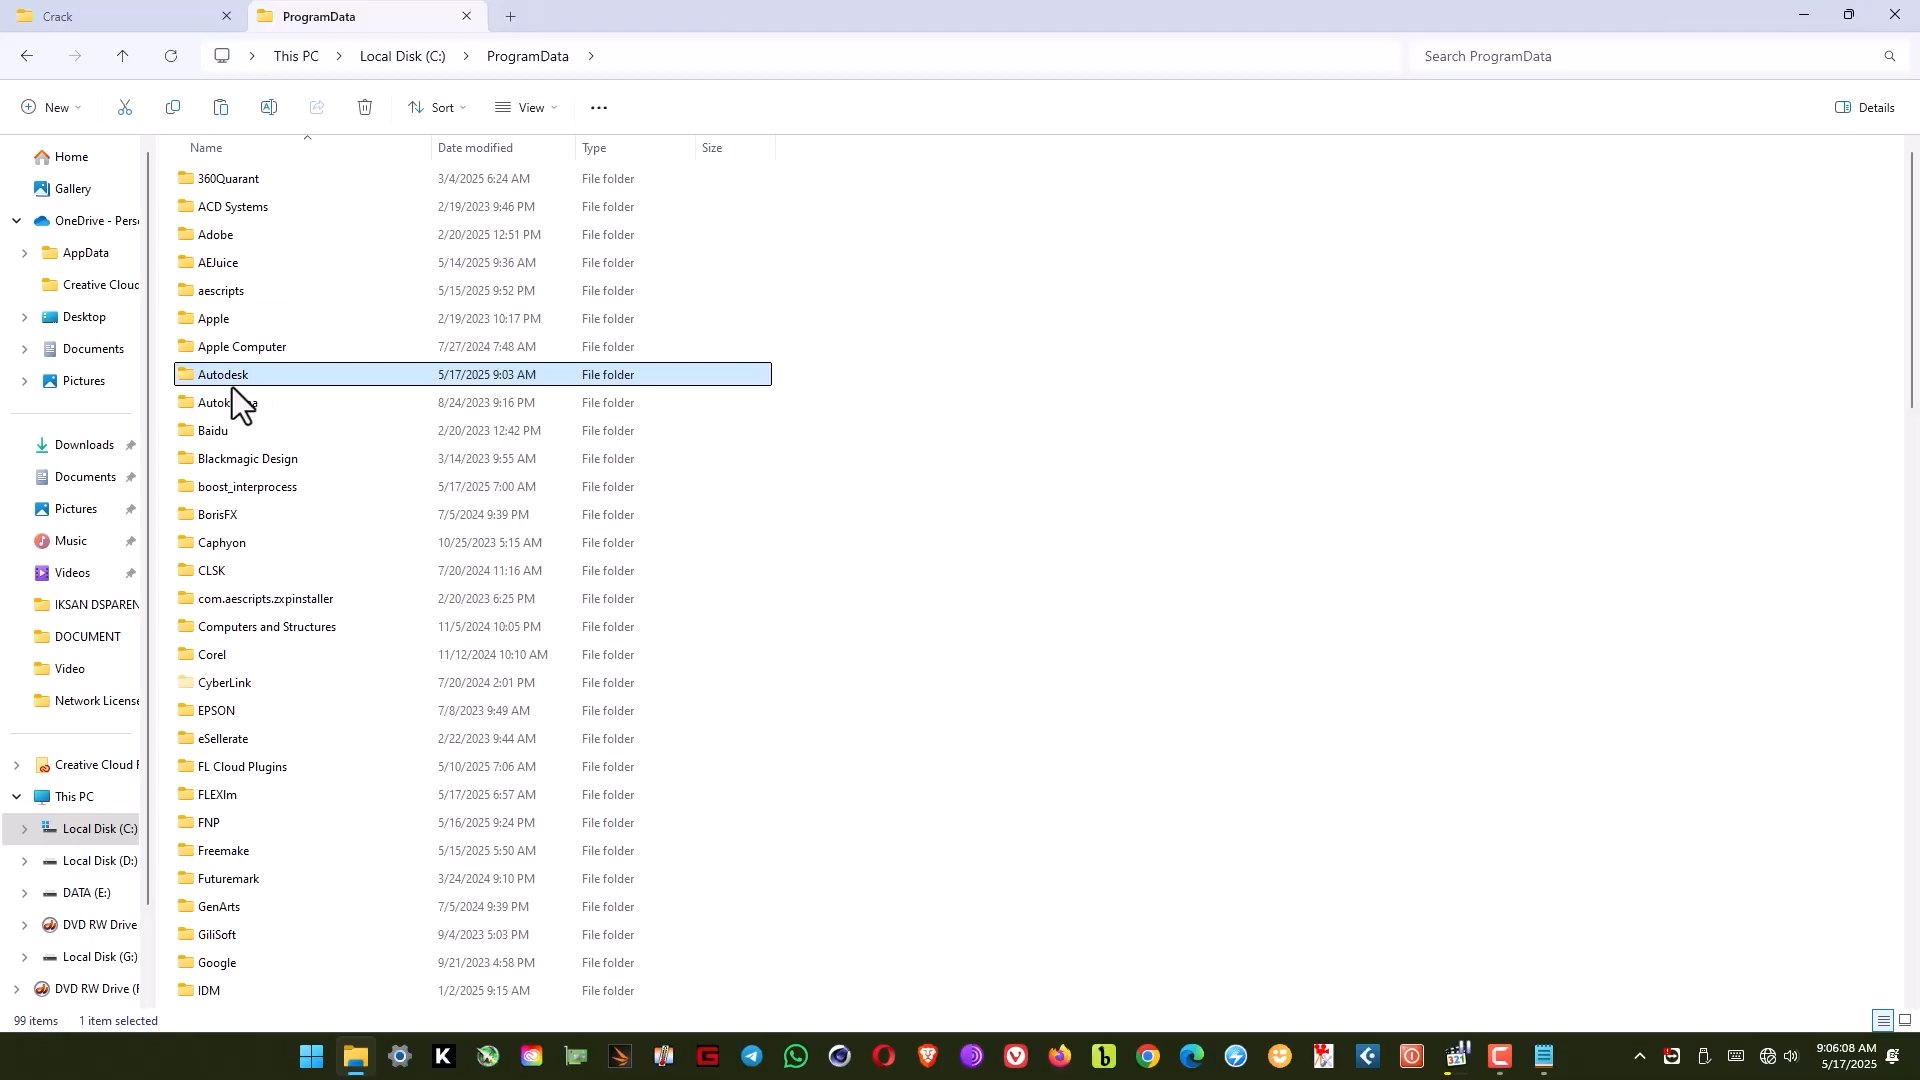 Crack
ProgramData
This PC
Local Disk (C:)
ProgramData
Search ProgramData
New
Sort
View
Details
Name
Date modified
Type
Size
Home
Gallery
OneDrive - Pers
AppData
Creative Cloud
Desktop
Documents
Pictures
Downloads
Documents
Pictures
Music
Videos
IKSAN DSPAREN
DOCUMENT
Video
Network License
Creative Cloud F
This PC
Local Disk (C:)
Local Disk (D:)
DATA (E:)
DVD RW Drive
Local Disk (G:)
DVD RW Drive (F
360Quarant 3/4/2025 6:24 AM File folder
ACD Systems 2/19/2023 9:46 PM File folder
Adobe 2/20/2025 12:51 PM File folder
AEJuice 5/14/2025 9:36 AM File folder
aescripts 5/15/2025 9:52 PM File folder
Apple 2/19/2023 10:17 PM File folder
Apple Computer 7/27/2024 7:48 AM File folder
Autodesk 5/17/2025 9:03 AM File folder
8/24/2023 9:16 PM File folder
Baidu 2/20/2023 12:42 PM File folder
Blackmagic Design 3/14/2023 9:55 AM File folder
boost_interprocess 5/17/2025 7:00 AM File folder
BorisFX 7/5/2024 9:39 PM File folder
Caphyon 10/25/2023 5:15 AM File folder
CLSK 7/20/2024 11:16 AM File folder
com.aescripts.zxpinstaller 2/20/2023 6:25 PM File folder
Computers and Structures 11/5/2024 10:05 PM File folder
Corel 11/12/2024 10:10 AM File folder
CyberLink 7/20/2024 2:01 PM File folder
EPSON 7/8/2023 9:49 AM File folder
eSellerate 2/22/2023 9:44 AM File folder
FL Cloud Plugins 5/10/2025 7:06 AM File folder
FLEXlm 5/17/2025 6:57 AM File folder
FNP 5/16/2025 9:24 PM File folder
Freemake 5/15/2025 5:50 AM File folder
Futuremark 3/24/2024 9:10 PM File folder
GenArts 7/5/2024 9:39 PM File folder
GiliSoft 9/4/2023 5:03 PM File folder
Google 9/21/2023 4:58 PM File folder
IDM 1/2/2025 9:15 AM File folder
99 items 1 item selected
9:06:08 AM
5/17/2025